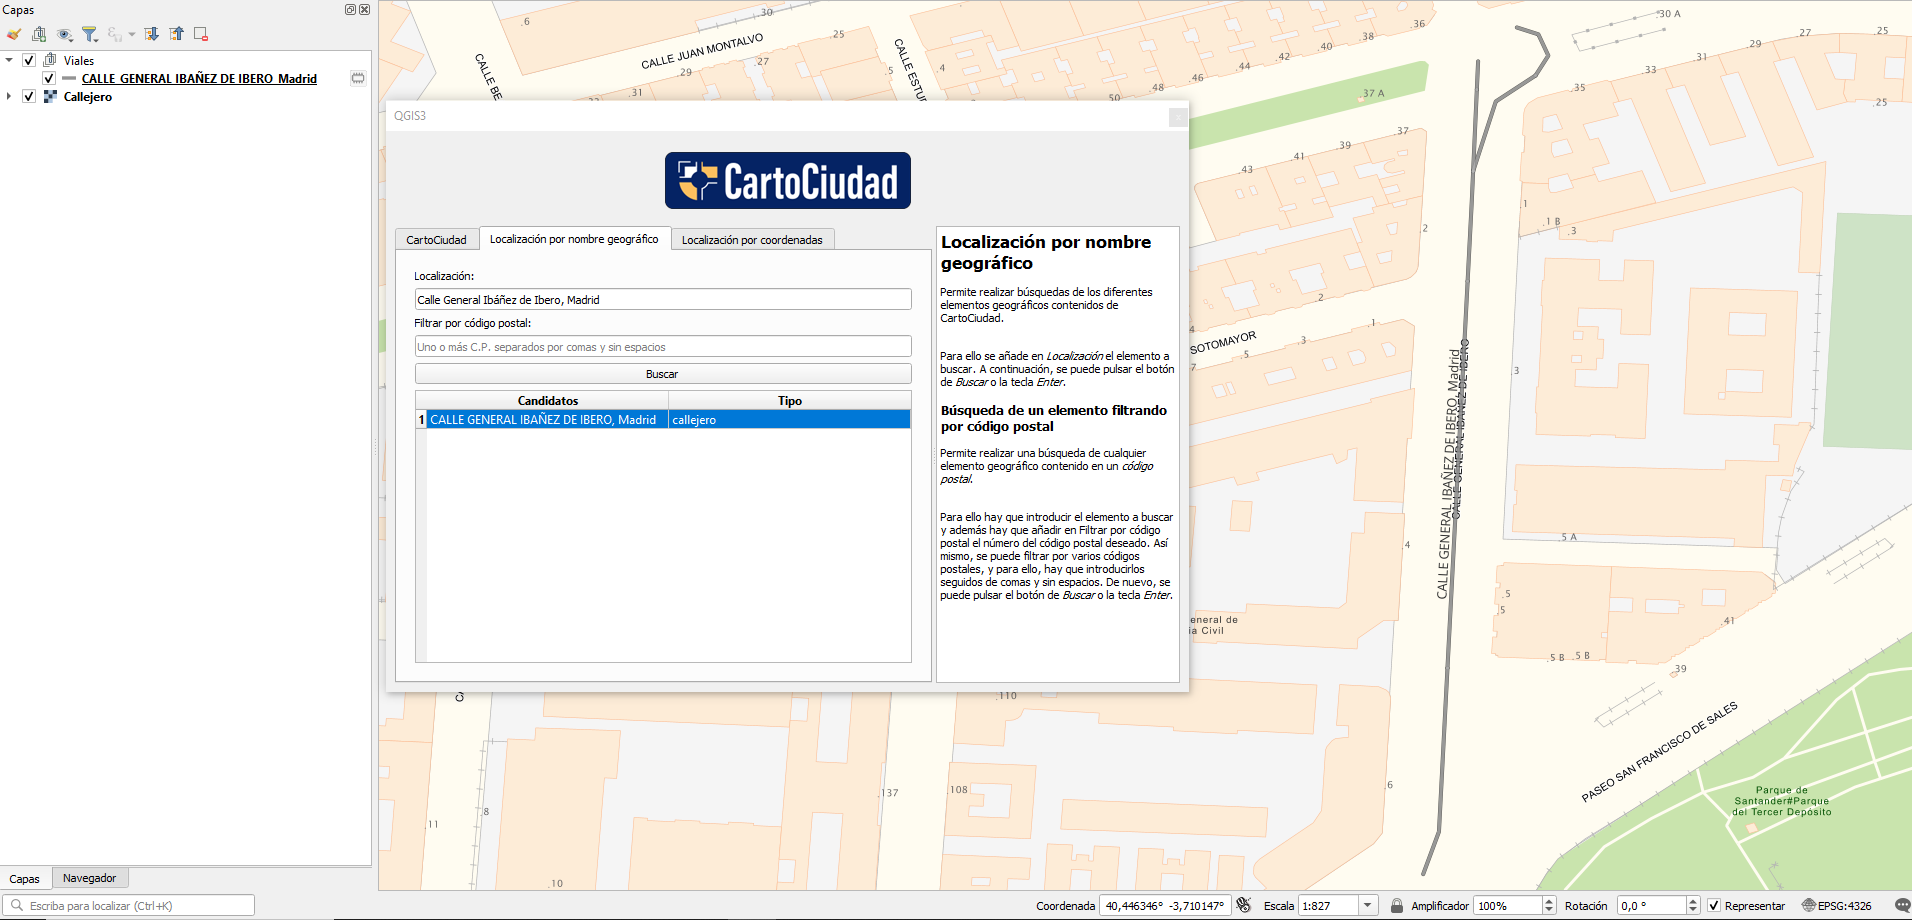 Capas
Viales
CALLE GENERAL IBAÑEZ DE IBERO_Madrid
Callejero
QGIS3
CartoCiudad
CartoCiudad
Localización por nombre geográfico
Localización por coordenadas
Localización:
Calle General Ibáñez de Ibero, Madrid
Filtrar por código postal:
Uno o más C.P. separados por comas y sin espacios
Buscar
Candidatos
Tipo
1 CALLE GENERAL IBAÑEZ DE IBERO, Madrid
callejero
Localización por nombre
geográfico
Permite realizar búsquedas de los diferentes
elementos geográficos contenidos de
CartoCiudad.
Para ello se añade en Localización el elemento a
buscar. A continuación, se puede pulsar el botón
de Buscar o la tecla Enter.
Búsqueda de un elemento filtrando
por código postal
Permite realizar una búsqueda de cualquier
elemento geográfico contenido en un código
postal.
Para ello hay que introducir el elemento a buscar
y además hay que añadir en Filtrar por código
postal el número del código postal deseado. Así
mismo, se puede filtrar por varios códigos
postales, y para ello, hay que introducirlos
seguidos de comas y sin espacios. De nuevo, se
puede pulsar el botón de Buscar o la tecla Enter.
CALLE JUAN MONTALVO
CALLE BE
CALLE ESTU
.6
.25
.29
.27
.31
.5
.4
.50
.48
.46
.44
.42
.40
.38
.36
.37 A
.37
.39
.41
.43
.30 A
.25
.27
.29
.31
.33
.35
.25
.1
.1 B
.3
.2
.2
.1
.3
.5
4
7
SOTOMAYOR
.3
CALLE GENERAL IBAÑEZ DE IBERO, Madrid
CALLE GENERAL IBAÑEZ DE IBERO
.4
.5 A
.5
.5
.41
.5 B .5 B
.39
eneral de
ia Civil
.110
.108
.137
.8
.11
.10
.6
PASEO SAN FRANCISCO DE SALES
Parque de
Santander#Parque
del Tercer Depósito
Capas
Navegador
Escriba para localizar (Ctrl+K)
Coordenada 40,446346° -3,710147°
Escala 1:827
Amplificador 100%
Rotación 0,0 °
Representar
EPSG:4326